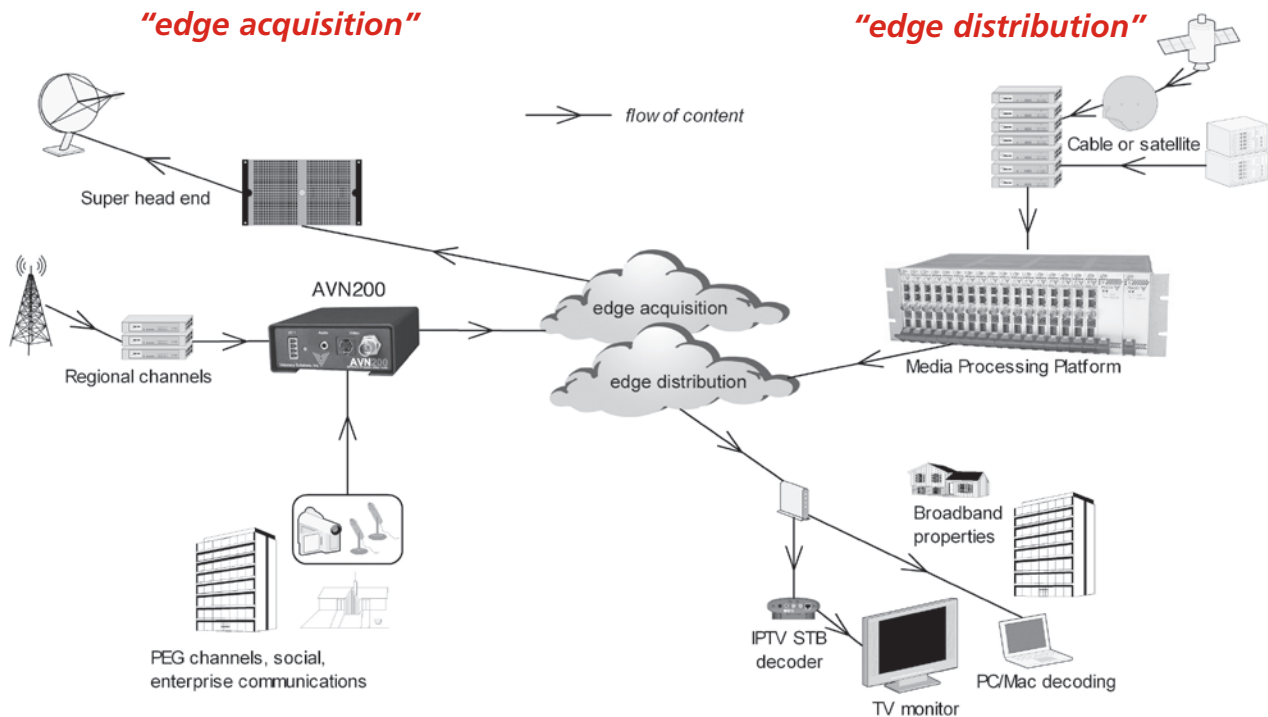 “edge acquisition”
“edge distribution”
flow of content
Cable or satellite
Super head end
AVN200
edge acquisition
Regional channels
AVN200
edge distribution
Media Processing Platform
Broadband
properties
IPTV STB
decoder
PEG channels, social,
enterprise communications
PC/Mac decoding
TV monitor